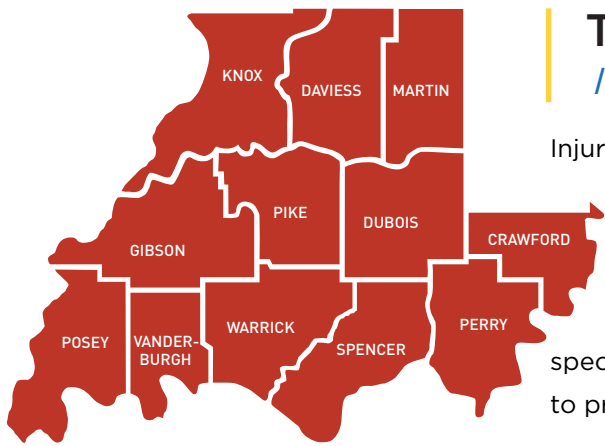 T
/
KNOX
DAVIESS
MARTIN
Injur
PIKE
DUBOIS
GIBSON
CRAWFORD
POSEY
VANDER-
BURGH
WARRICK
SPENCER
PERRY
spec
to pr